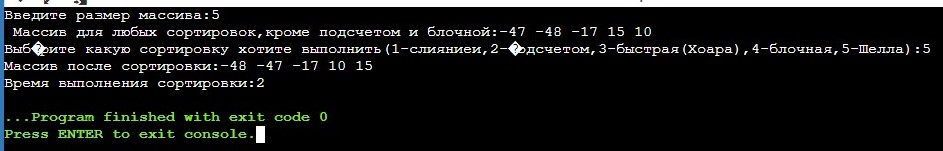 Введите размер массива:5
Массив для любых сортировок,кроме подсчетом и блочной:-47 -48 -17 15 10
Выб�рите какую сортировку хотите выполнить(1-слияниеи,2-�одсчетом,3-быстрая(Хоара),4-блочная,5-Шелла):5
Массив после сортировки:-48 -47 -17 10 15
Время выполнения сортировки:2
...Program finished with exit code 0
Press ENTER to exit console.